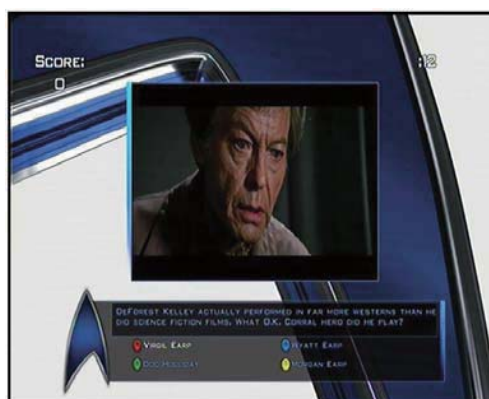 SCORE:
0
:12
DEFOREST KELLEY ACTUALLY PERFORMED IN FAR MORE WESTERNS THAN HE
DID SCIENCE FICTION FILMS. WHAT O.K. CORRAL HERO DID HE PLAY?
VIRGIL EARP
WYATT EARP
DOC HOLLIDAY
MORGAN EARP